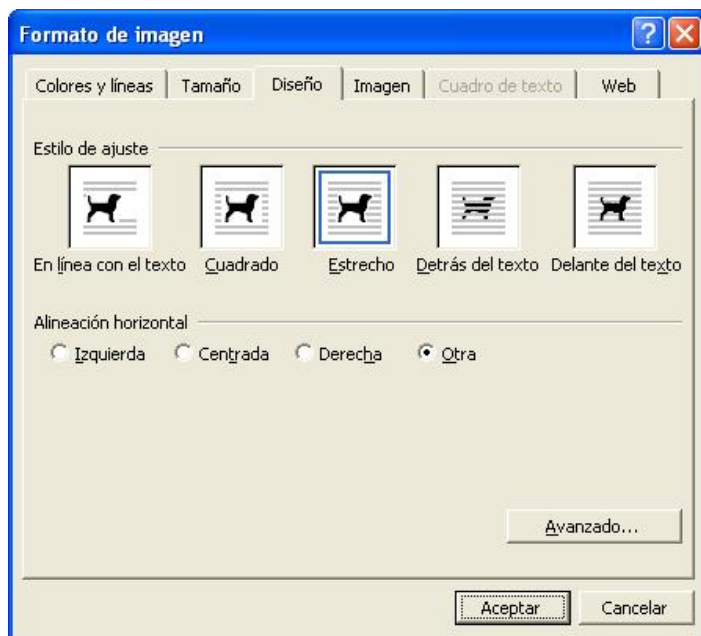 Formato de imagen
Colores y líneas Tamaño Diseño Imagen Cuadro de texto Web
Estilo de ajuste
En línea con el texto Cuadrado Estrecho Detrás del texto Delante del texto
Alineación horizontal
Izquierda Centrada Derecha Otra
Avanzado...
Aceptar Cancelar